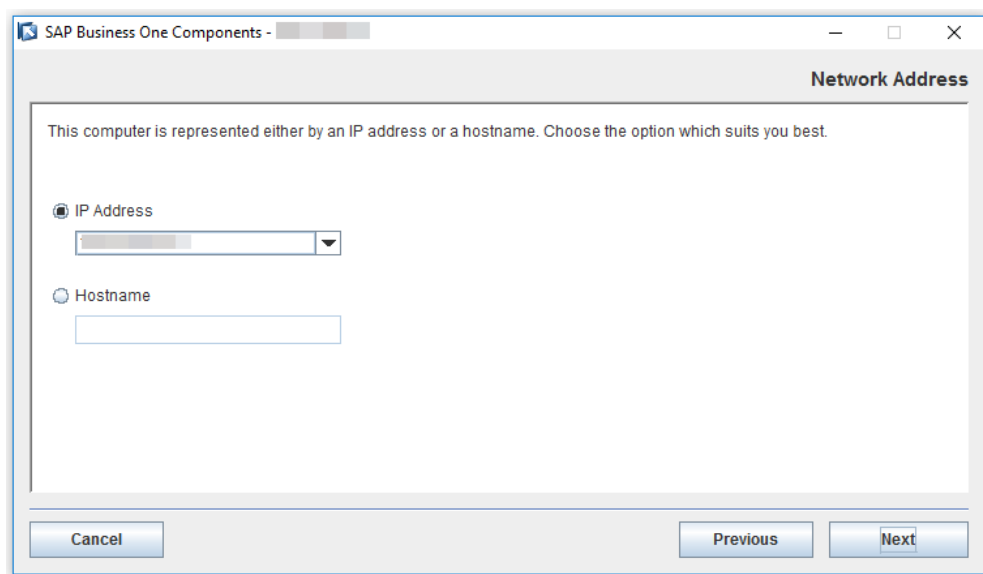 SAP Business One Components -
Network Address
This computer is represented either by an IP address or a hostname. Choose the option which suits you best.
IP Address
Hostname
Cancel
Previous
Next